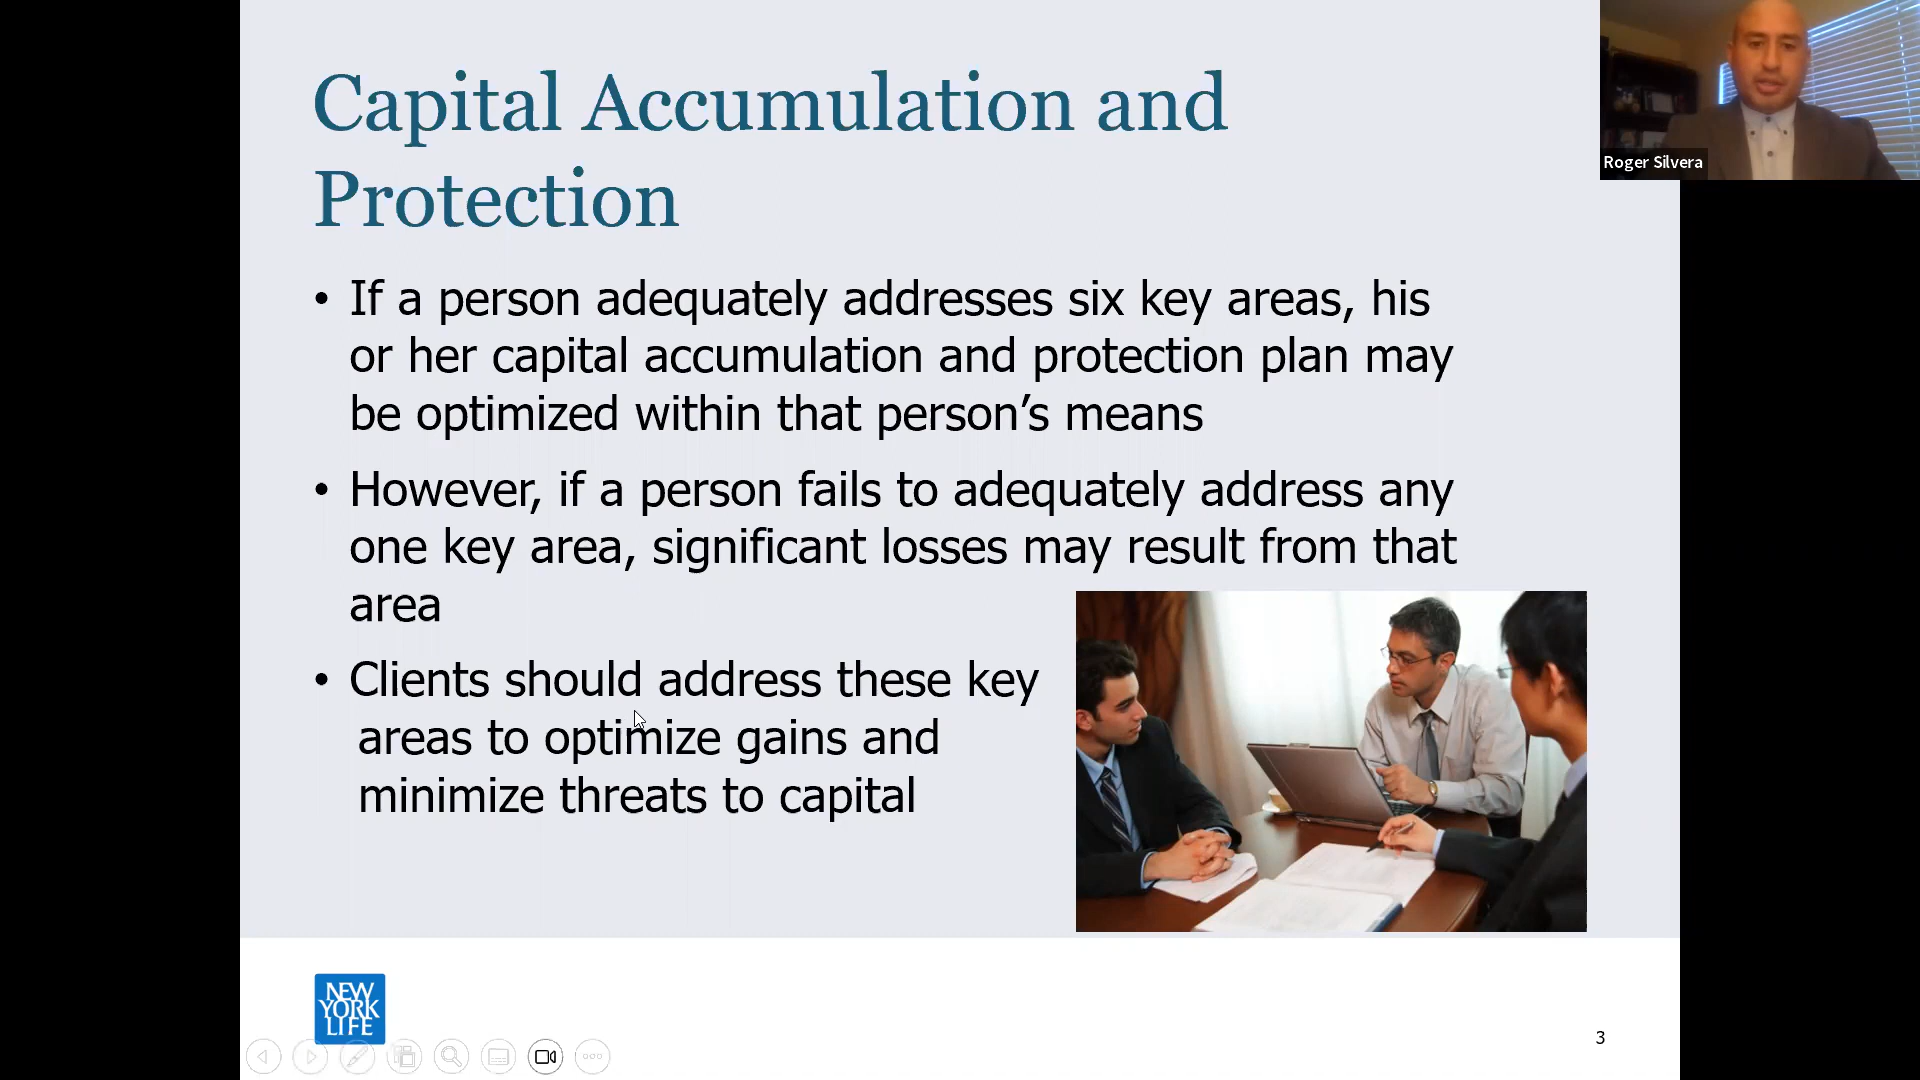 Capital Accumulation and
Protection
• If a person adequately addresses six key areas, his
or her capital accumulation and protection plan may
be optimized within that person’s means
• However, if a person fails to adequately address any
one key area, significant losses may result from that
area
• Clients should address these key
areas to optimize gains and
minimize threats to capital
Roger Silvera
NEW
YORK
LIFE
3